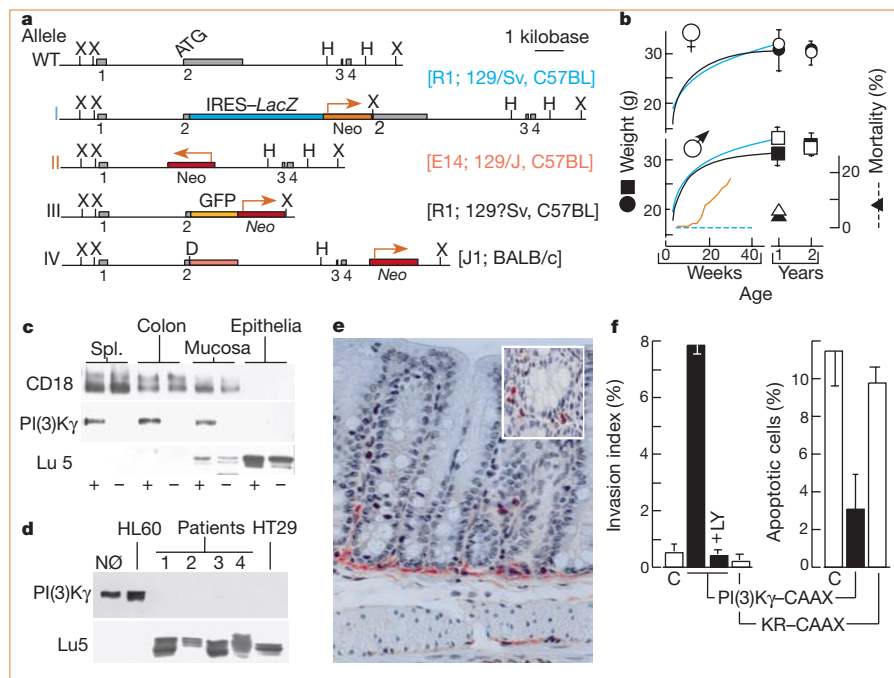 a
Allele
WT
X X
ATG
H H X
1 2 3 4
1 kilobase
[R1; 129/Sv, C57BL]
I
X X
IRES–LacZ
X
H H X
1 2 Neo 2 3 4
II
X X
H H X
1 Neo 2 3 4
[E14; 129/J, C57BL]
III
X X
GFP
X
1 2 Neo
[R1; 129?Sv, C57BL]
IV
X X
D
H
X
1 2 3 4 Neo
[J1; BALB/c]
b
Weight (g)
30
20
30
20
Mortality (%)
20
0
0 20 40
1 2
Weeks
Years
Age
c
Spl.
Colon
Mucosa
Epithelia
CD18
PI(3)Kγ
Lu 5
+ – + – + – + –
d
NØ
HL60
Patients
HT29
1 2 3 4
PI(3)Kγ
Lu5
e
f
Invasion index (%)
8
6
4
2
0
+LY
C
Apoptotic cells (%)
10
8
6
4
2
0
C
PI(3)Kγ–CAAX
KR–CAAX